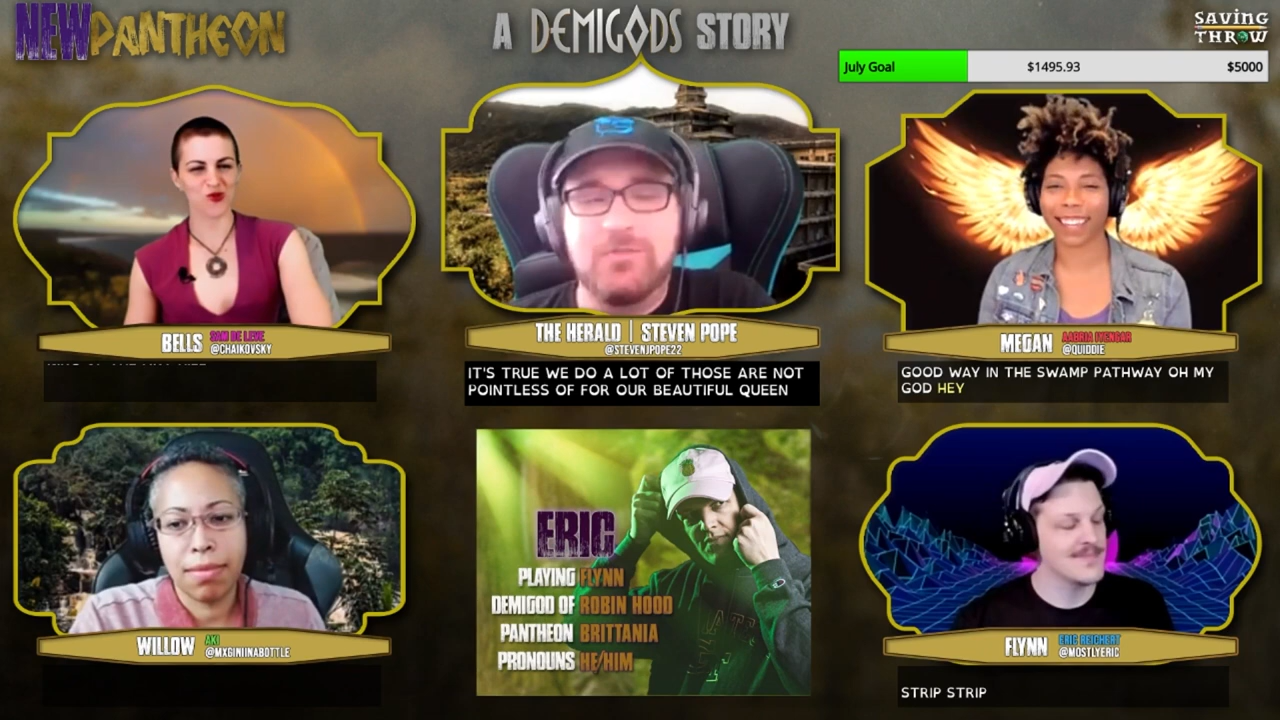 NEW PANTHEON
A DEMIGODS STORY
SAVING
THROW
July Goal $1495.93 $5000
BELLS SAM DE LEVE
@CHAIKOVSKY
THE HERALD | STEVEN POPE
@STEVENJPOPE22
IT'S TRUE WE DO A LOT OF THOSE ARE NOT
POINTLESS OF FOR OUR BEAUTIFUL QUEEN
MEGAN AABRIA IYENGAR
@QUIDDIE
GOOD WAY IN THE SWAMP PATHWAY OH MY
GOD HEY
WILLOW AKI
@MXGINIINABOTTLE
ERIC
PLAYING FLYNN
DEMIGOD OF ROBIN HOOD
PANTHEON BRITTANIA
PRONOUNS HE/HIM
FLYNN ERIC REICHERT
@MOSTLYERIC
STRIP STRIP